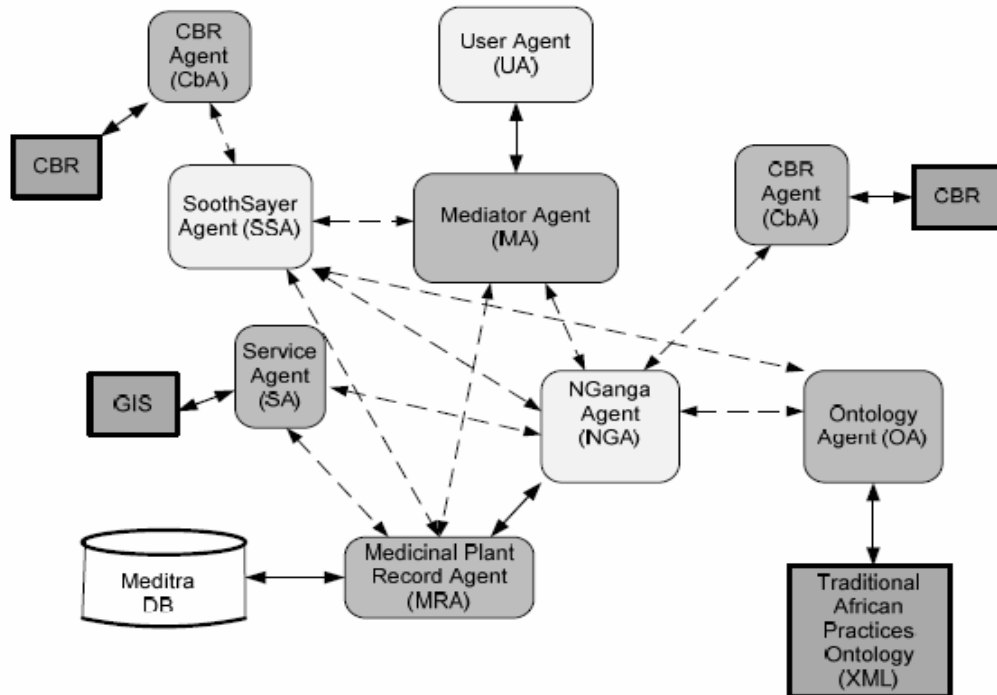 CBR
Agent
(CbA)
User Agent
(UA)
CBR
SoothSayer
Agent (SSA)
Mediator Agent
(MA)
CBR
Agent
(CbA)
CBR
Service
Agent
(SA)
GIS
NGanga
Agent
(NGA)
Ontology
Agent (OA)
Meditra
DB
Medicinal Plant
Record Agent
(MRA)
Traditional
African
Practices
Ontology
(XML)